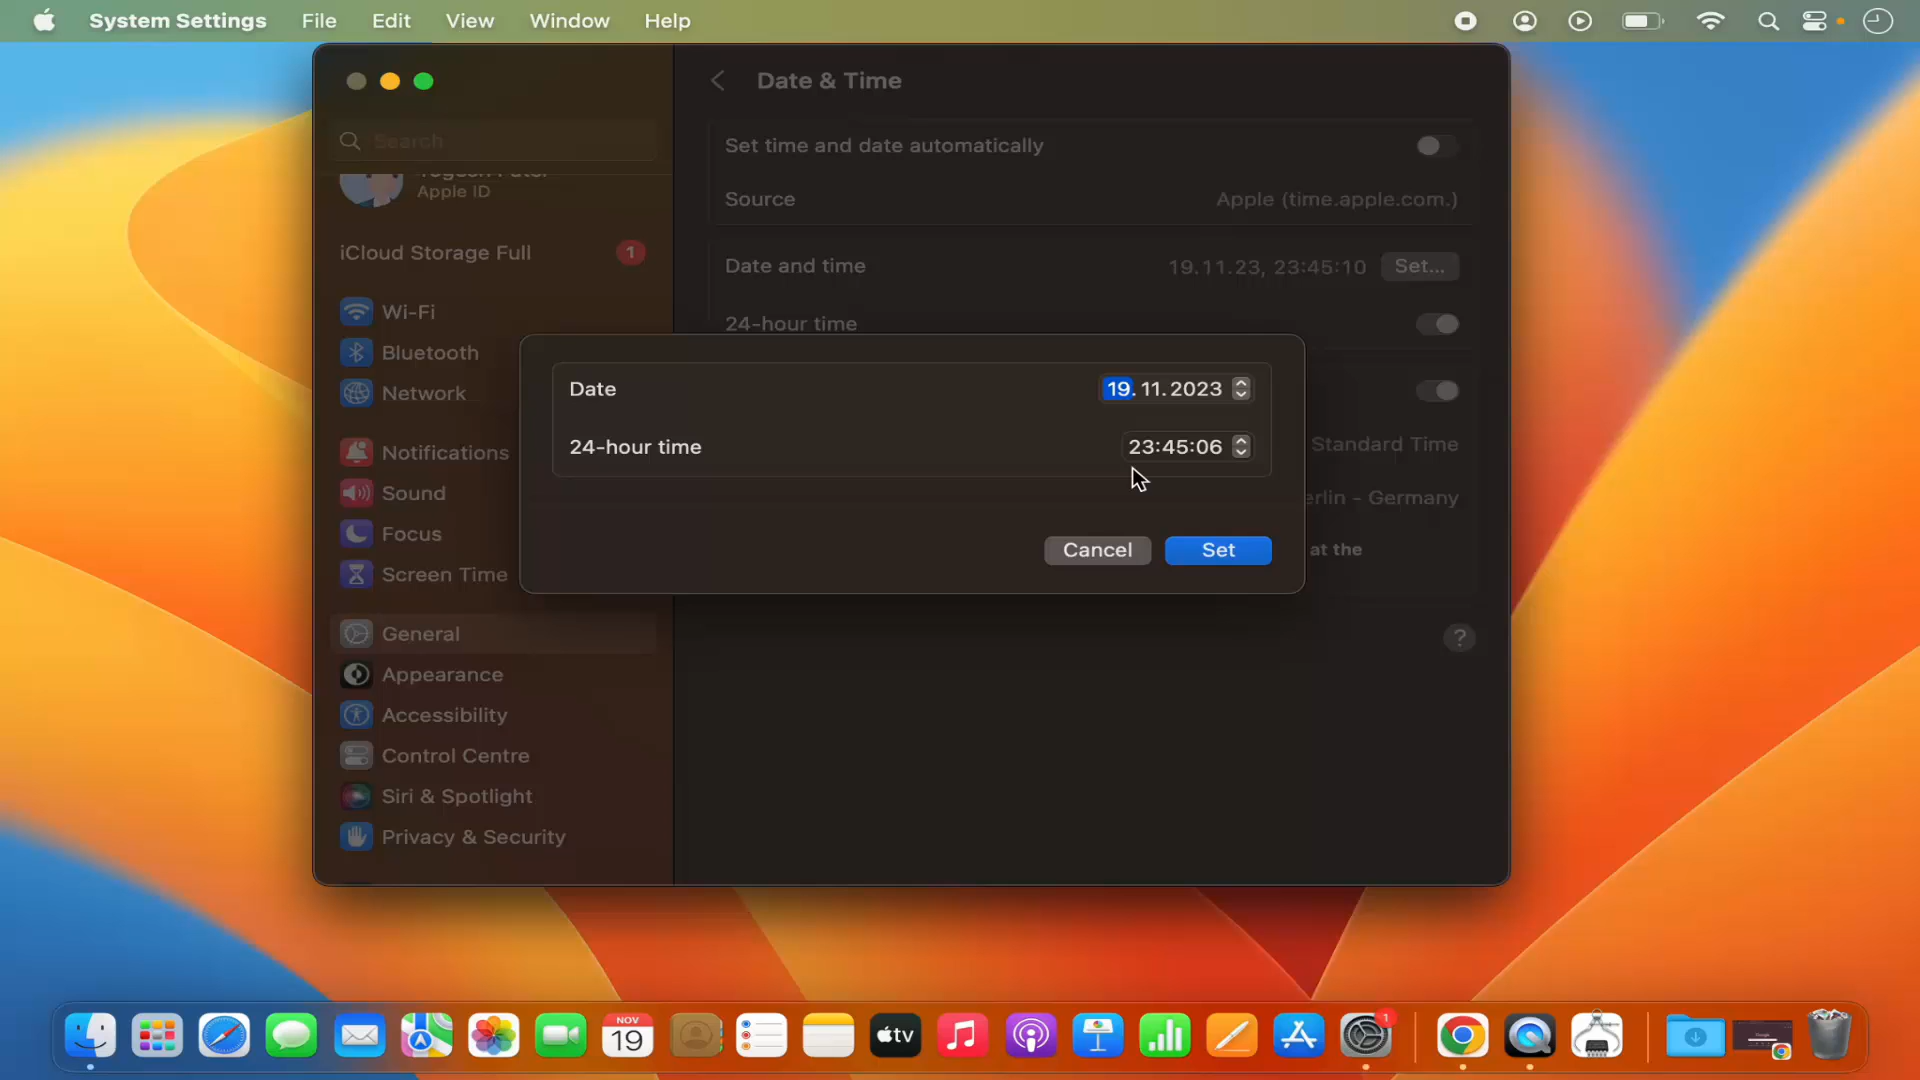 System Settings File Edit View Window Help
Date & Time
Search
Set time and date automatically
Apple ID
Source Apple (time.apple.com.)
iCloud Storage Full 1
Date and time 19.11.23, 23:45:10 Set...
Wi-Fi
24-hour time
Bluetooth
Network
Date 19.11.2023
24-hour time 23:45:06
Standard Time
Notifications
Sound
erlin - Germany
Focus
Cancel Set
at the
Screen Time
General
?
Appearance
Accessibility
Control Centre
Siri & Spotlight
Privacy & Security
NOV
19
tv
1